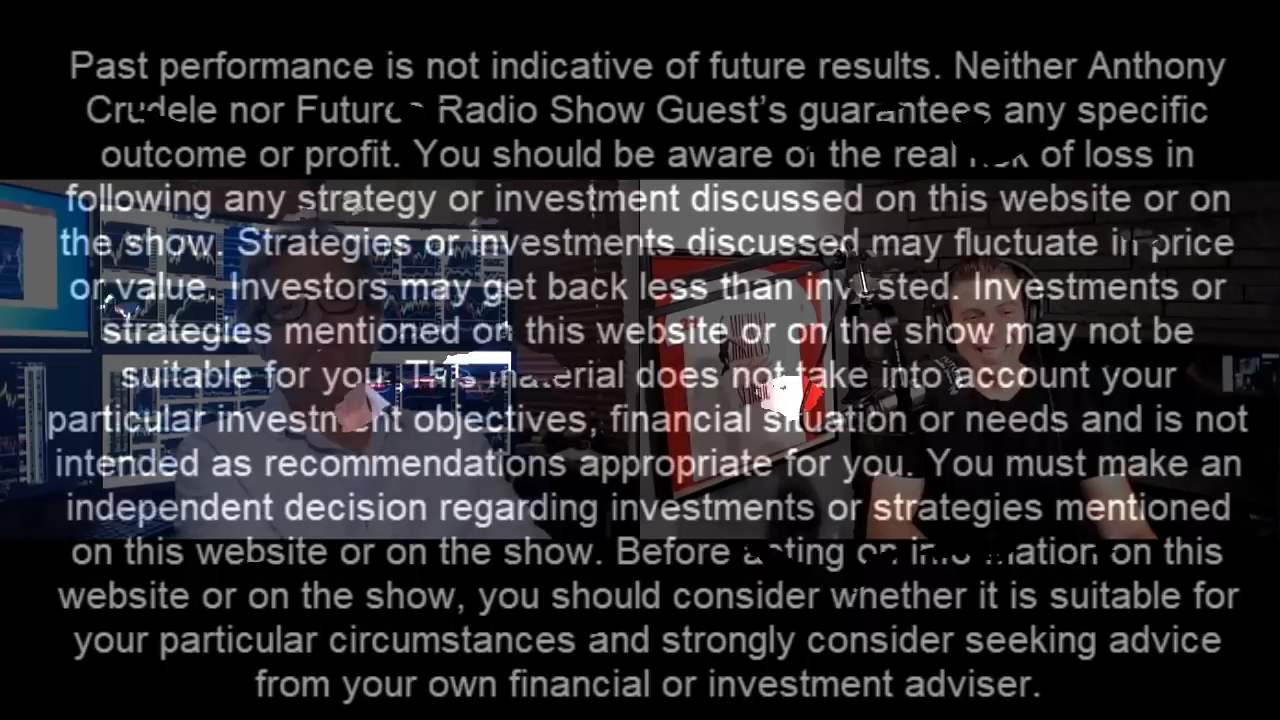 Past performance is not indicative of future results. Neither Anthony
Crudele nor Futures Radio Show Guest's guarantees any specific
outcome or profit. You should be aware of the real risk of loss in
following any strategy or investment discussed on this website or on
the show. Strategies or investments discussed may fluctuate in price
or value. Investors may get back less than invested. Investments or
strategies mentioned on this website or on the show may not be
suitable for you. This material does not take into account your
particular investment objectives, financial situation or needs and is not
intended as recommendations appropriate for you. You must make an
independent decision regarding investments or strategies mentioned
on this website or on the show. Before acting on information on this
website or on the show, you should consider whether it is suitable for
your particular circumstances and strongly consider seeking advice
from your own financial or investment adviser.